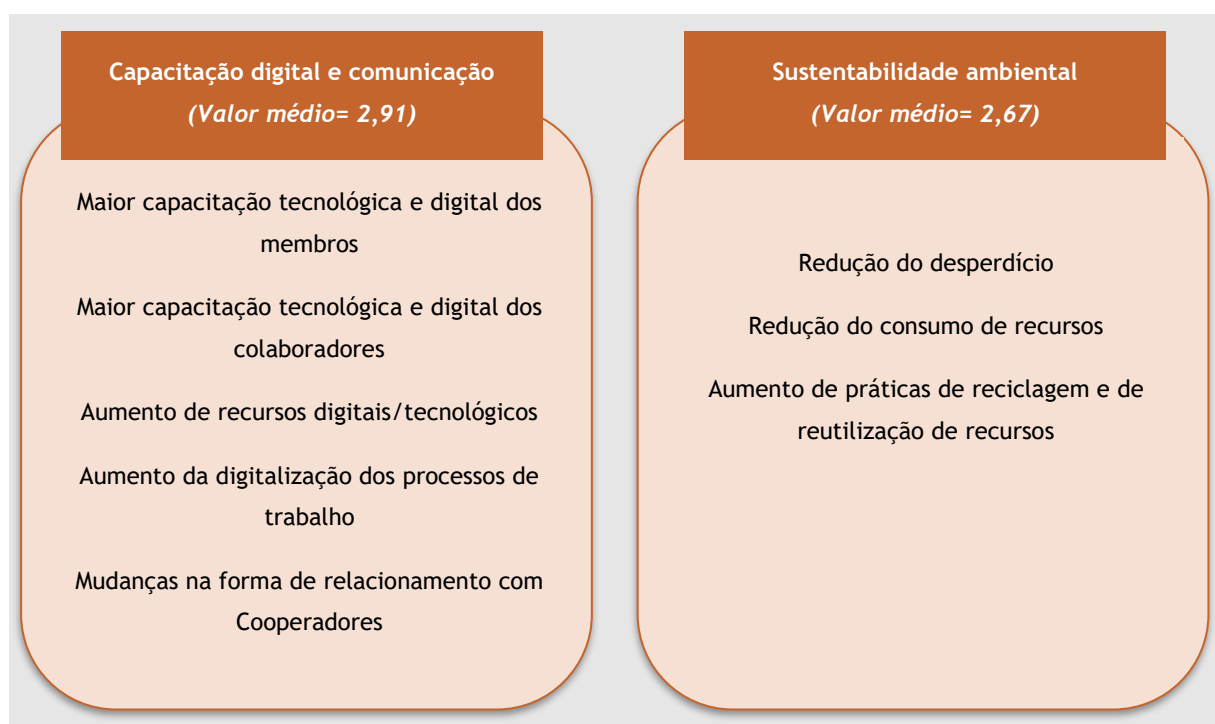 Capacitação digital e comunicação
(Valor médio= 2,91)
Maior capacitação tecnológica e digital dos
membros
Maior capacitação tecnológica e digital dos
colaboradores
Aumento de recursos digitais/tecnológicos
Aumento da digitalização dos processos de
trabalho
Mudanças na forma de relacionamento com
Cooperadores
Sustentabilidade ambiental
(Valor médio= 2,67)
Redução do desperdício
Redução do consumo de recursos
Aumento de práticas de reciclagem e de
reutilização de recursos